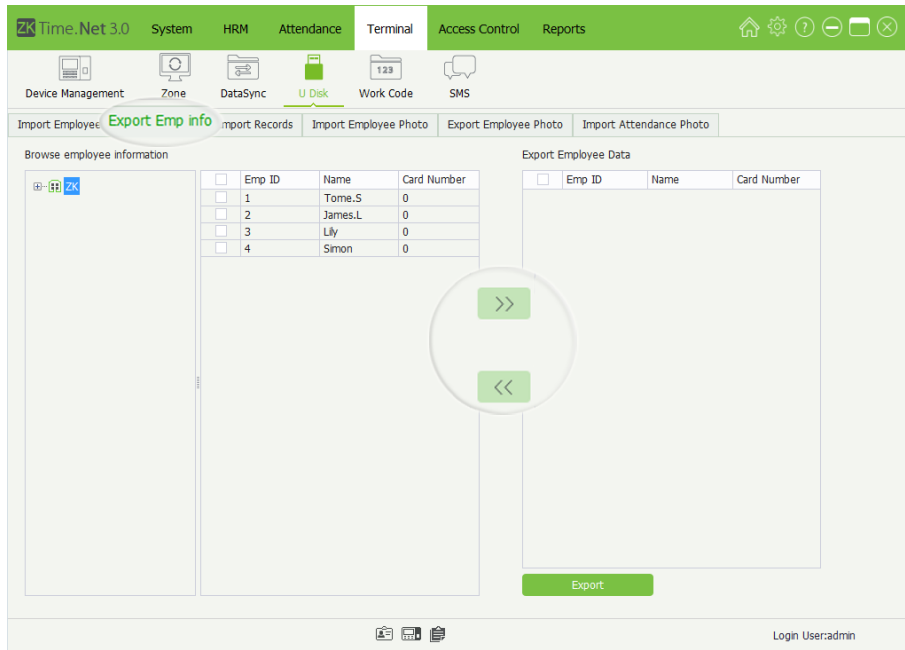 ZK Time.Net 3.0 System HRM Attendance Terminal Access Control Reports
123
Device Management Zone DataSync U Disk Work Code SMS
Import Employee Export Emp info Import Records Import Employee Photo Export Employee Photo Import Attendance Photo
Browse employee information Export Employee Data
ZK Emp ID Name Card Number Emp ID Name Card Number
1 Tome.S 0
2 James.L 0
3 Lily 0
4 Simon 0
>>
<<
Export
Login User:admin